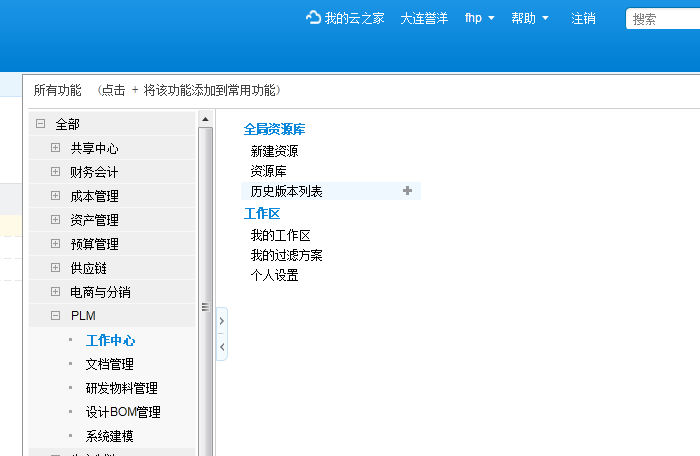 我的云之家 大连誉洋 fhp 帮助 注销 搜索
所有功能 (点击 + 将该功能添加到常用功能)
全部
共享中心
财务会计
成本管理
资产管理
预算管理
供应链
电商与分销
PLM
工作中心
文档管理
研发物料管理
设计BOM管理
系统建模
全局资源库
新建资源
资源库
历史版本列表
工作区
我的工作区
我的过滤方案
个人设置